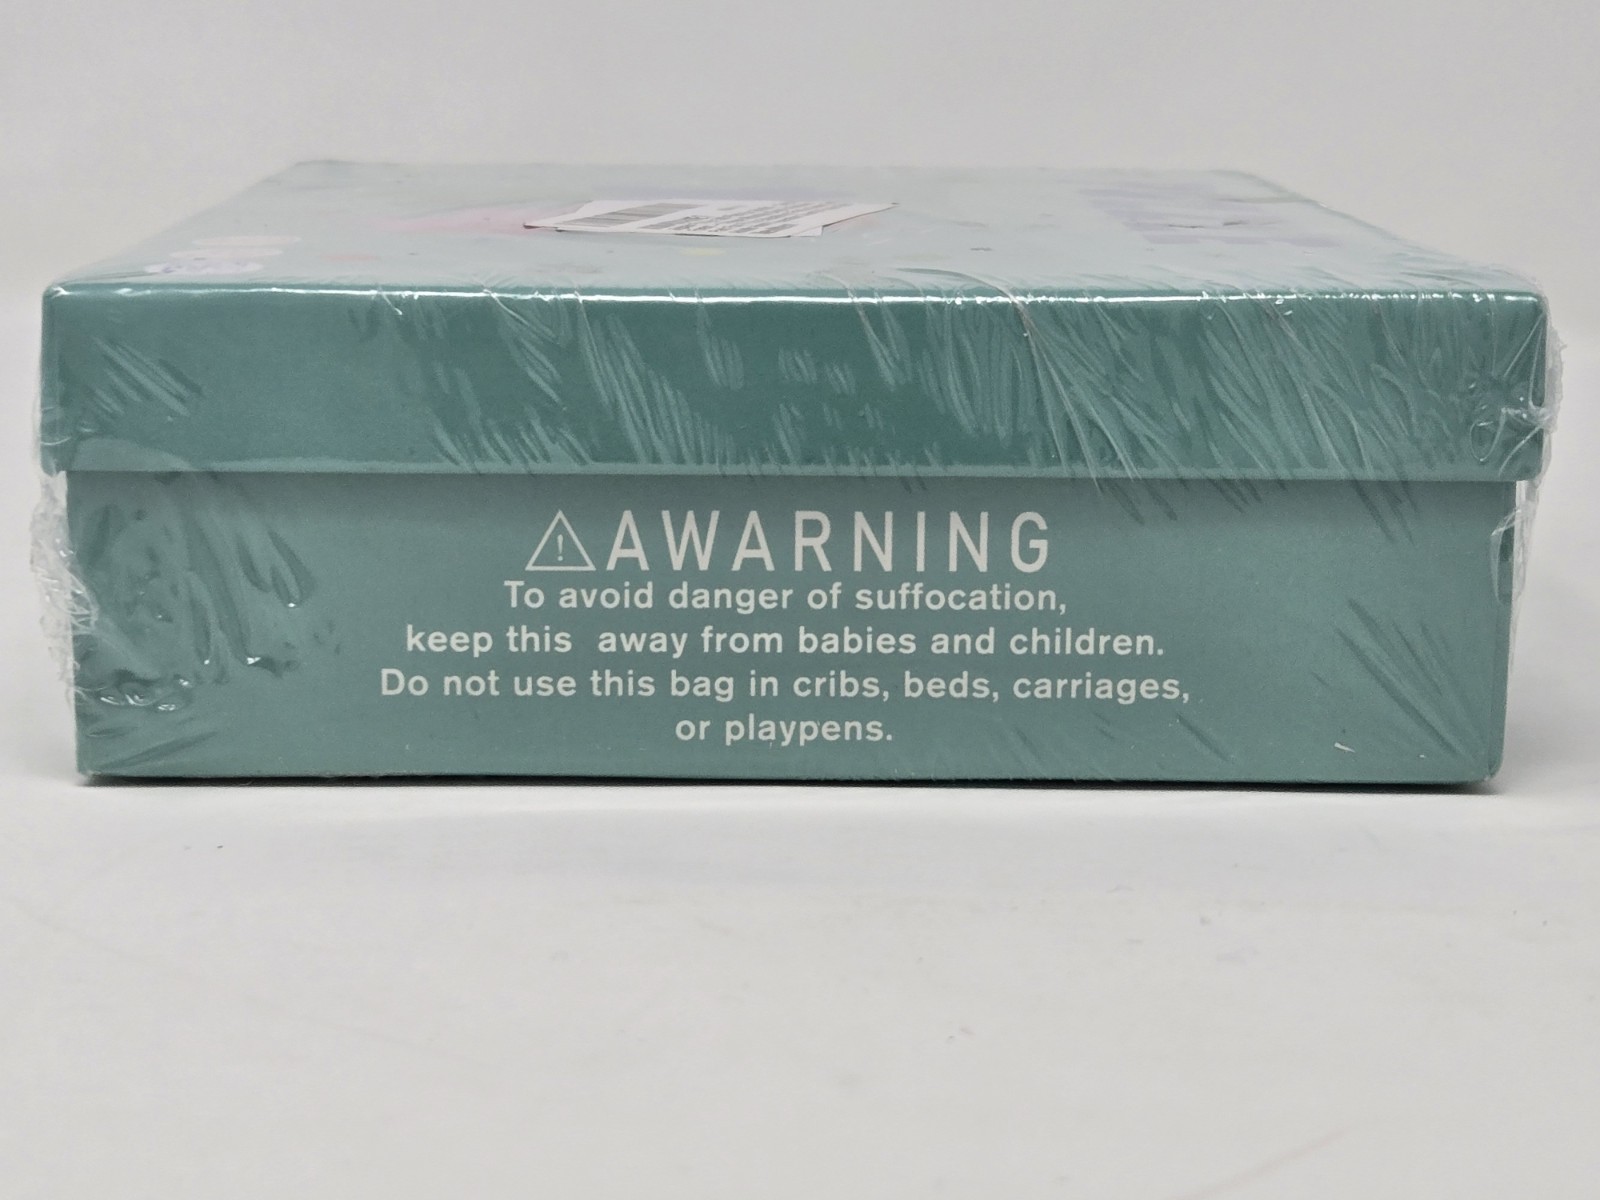 ⚠AWARNING
To avoid danger of suffocation,
keep this  away from babies and children.
Do not use this bag in cribs, beds, carriages,
or playpens.